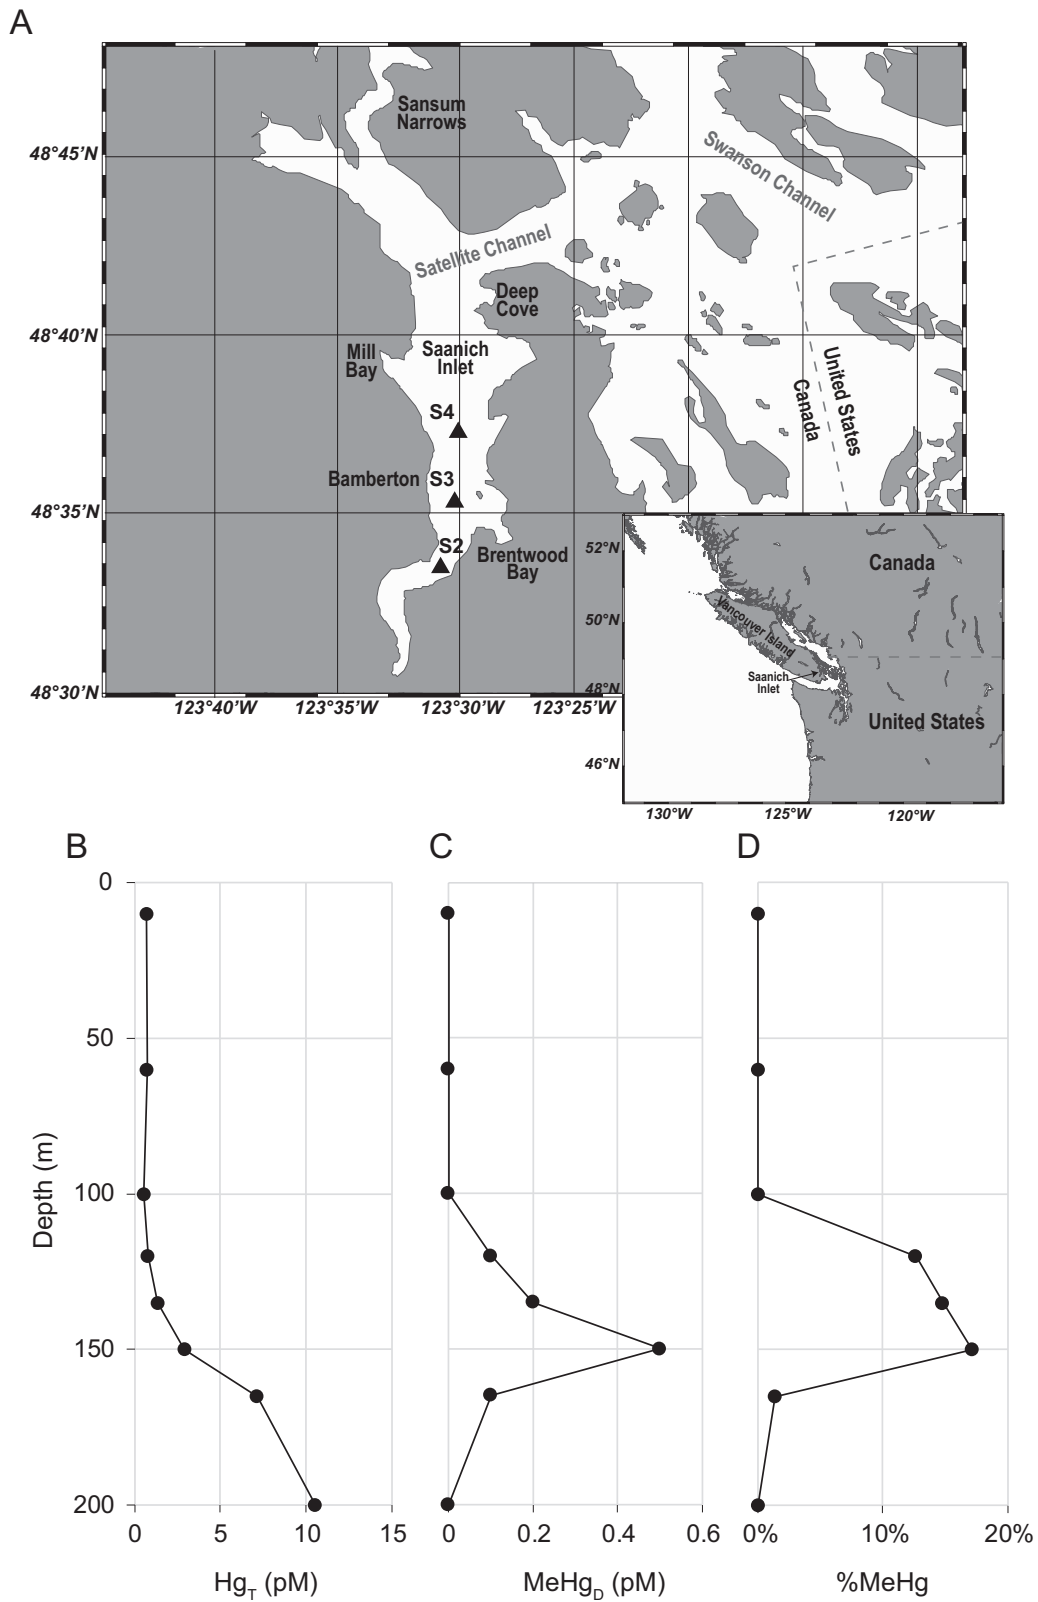 A
Sansum
Narrows
48°45'N
Swanson Channel
Satellite Channel
Deep
Cove
48°40'N
Mill
Bay
Saanich
Inlet
United States
Canada
S4
Bamberton
S3
48°35'N
S2
Brentwood
Bay
48°30'N
123°40'W
123°35'W
123°30'W
123°25'W
52°N
Canada
50°N
Vancouver Island
Saanich
Inlet
48°N
United States
46°N
130°W
125°W
120°W
B
C
D
0
50
100
150
200
Depth (m)
0
5
10
15
0
0.2
0.4
0.6
0%
10%
20%
HgT (pM)
MeHgD (pM)
%MeHg